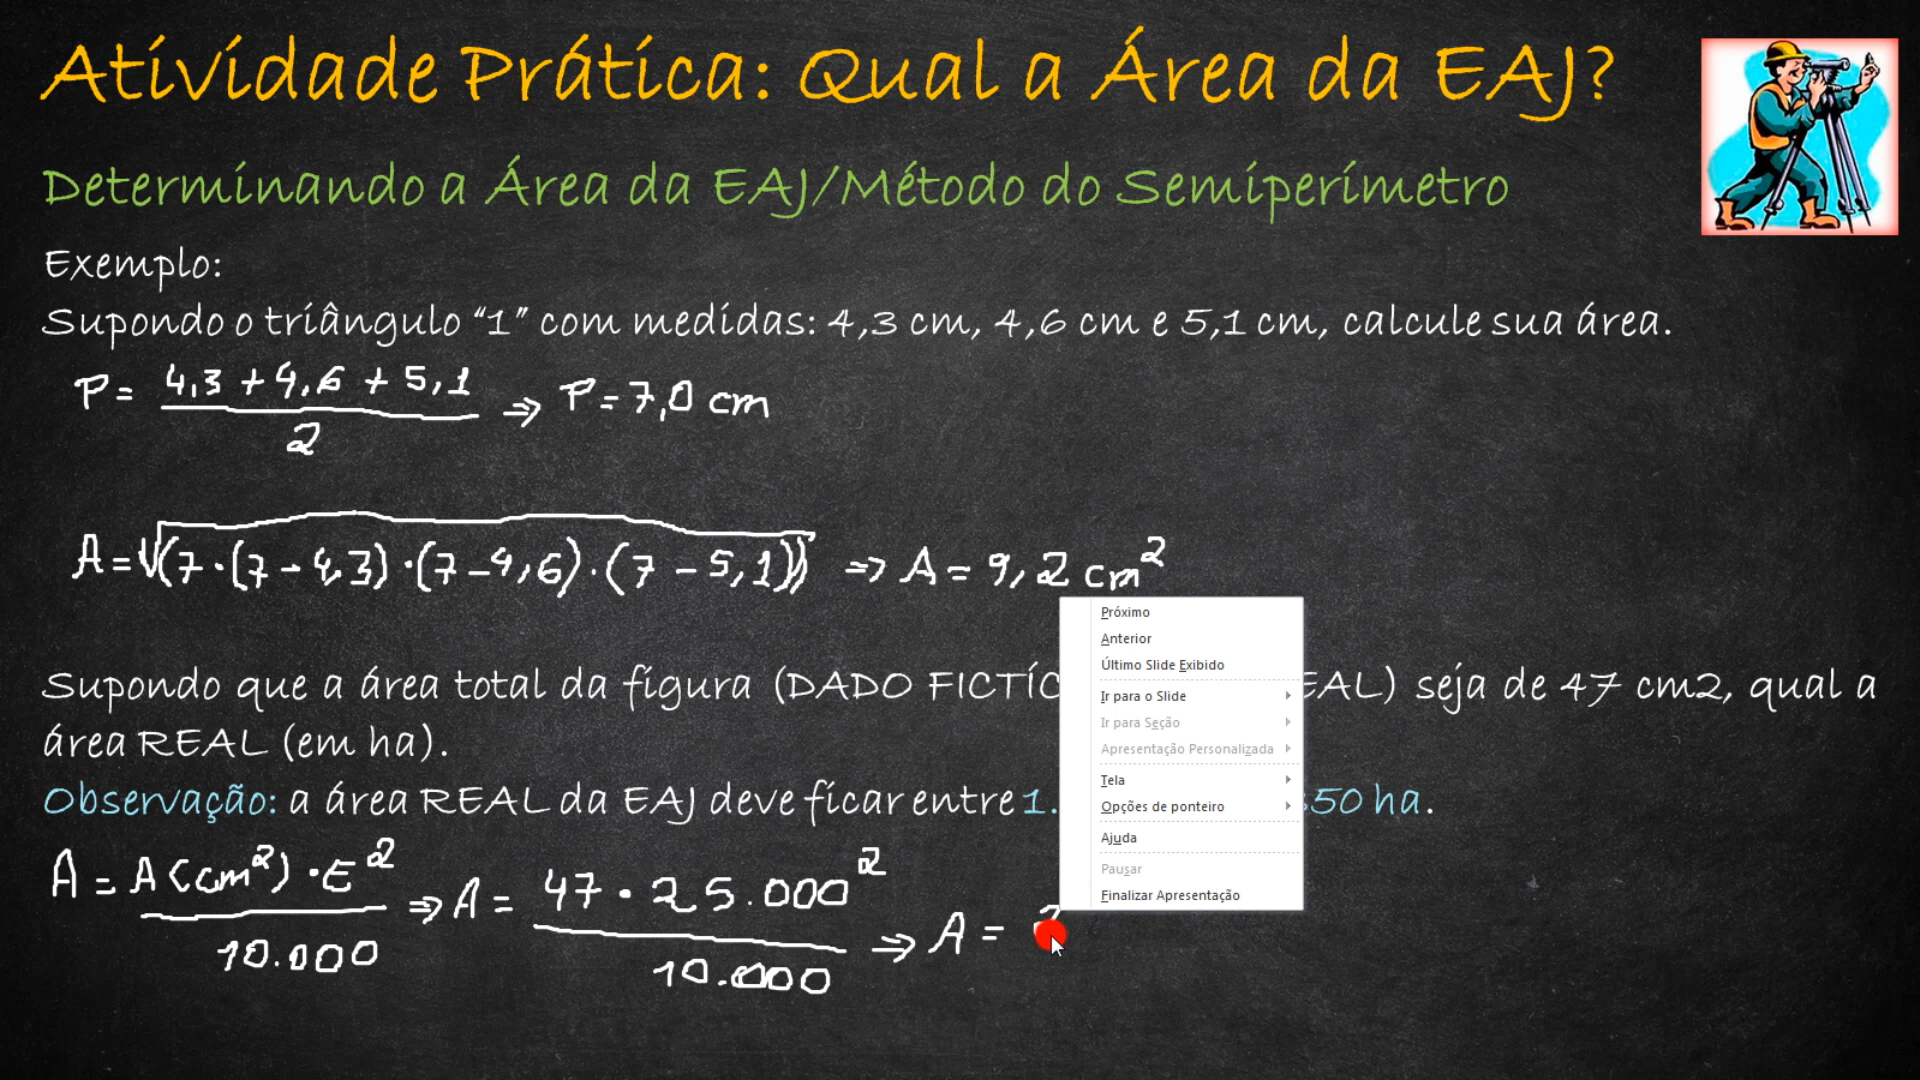 Atividade Prática: Qual a Área da EAJ?
Determinando a Área da EAJ/Método do Semiperímetro
Exemplo:
Supondo o triângulo “1” com medidas: 4,3 cm, 4,6 cm e 5,1 cm, calcule sua área.
P = 4,3 + 4,6 + 5,1 / 2 ⇒ P = 7,0 cm
A = √(7 · (7 - 4,3) · (7 - 4,6) · (7 - 5,1)) ⇒ A = 9,2 cm²
Supondo que a área total da figura (DADO seja de 47 cm2, qual a
área REAL (em ha).
Observação: a área REAL da EAJ deve ficar entre 1. 50 ha.
A = A (cm²) · E² / 10.000 ⇒ A = 47 · 25.000² / 10.000 ⇒ A =
Próximo
Anterior
Último Slide Exibido
Ir para o Slide
Ir para Seção
Apresentação Personalizada
Tela
Opções de ponteiro
Ajuda
Pausar
Finalizar Apresentação